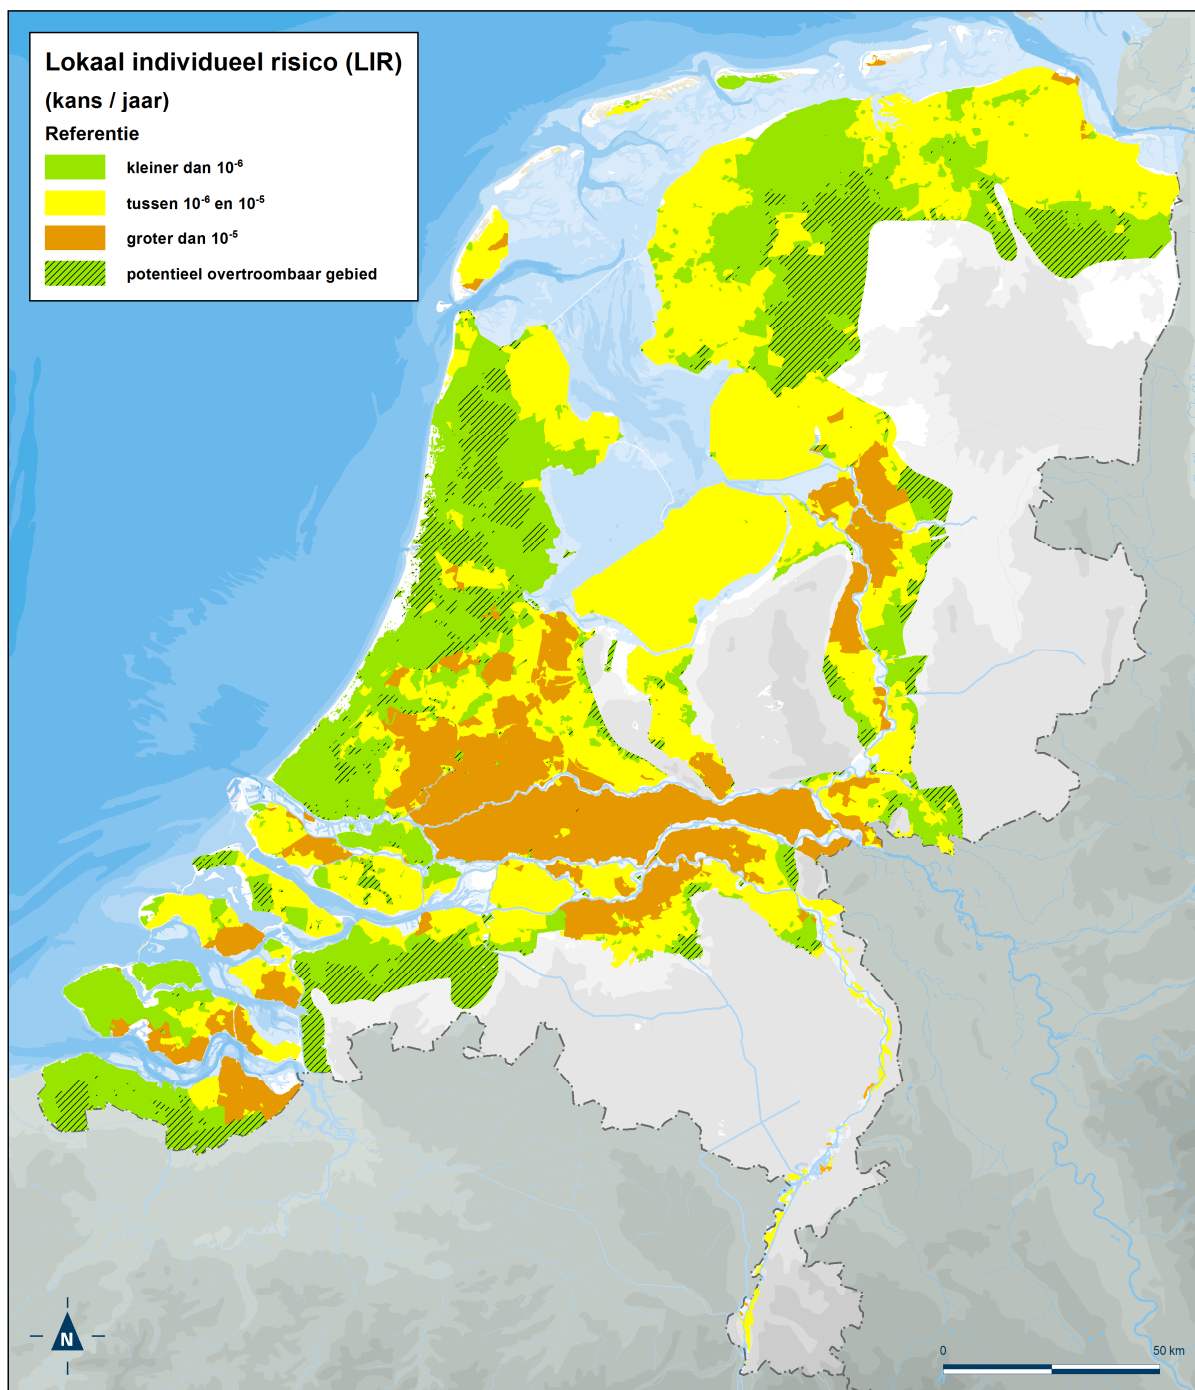 Lokaal individueel risico (LIR)
(kans / jaar)
Referentie
kleiner dan 10⁻⁶
tussen 10⁻⁶ en 10⁻⁵
groter dan 10⁻⁵
potentieel overtroombaar gebied
N
0 50 km